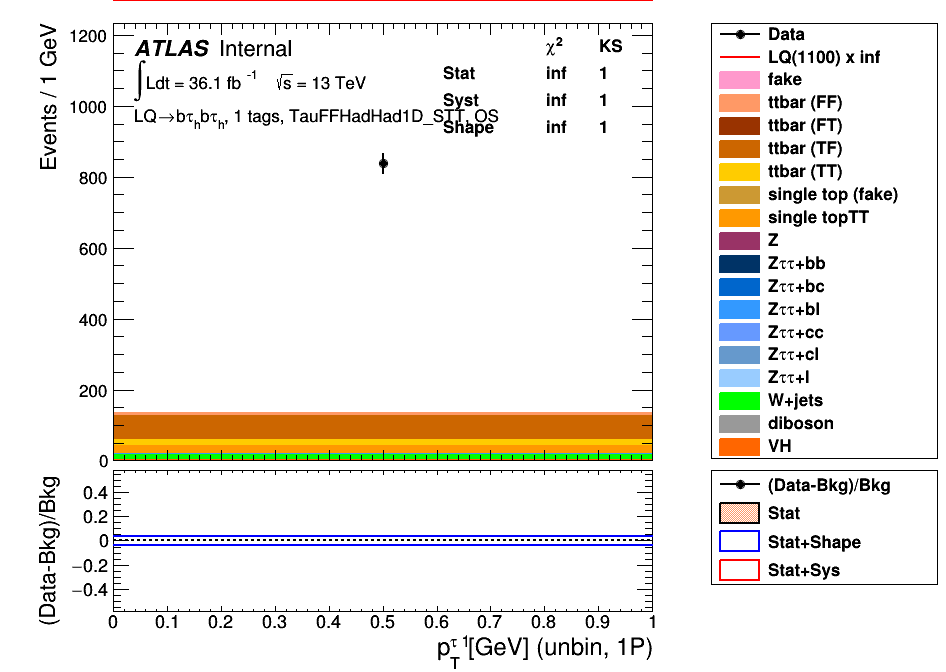 Events / 1 GeV
1200
1000
800
600
400
200
0
ATLAS Internal
∫Ldt = 36.1 fb⁻¹ √s = 13 TeV
LQ→bτₕbτₕ, 1 tags, TauFFHadHad1D_STT, OS
χ² KS
Stat inf 1
Syst inf 1
Shape inf 1
Data
LQ(1100) x inf
fake
ttbar (FF)
ttbar (FT)
ttbar (TF)
ttbar (TT)
single top (fake)
single topTT
Z
Zττ+bb
Zττ+bc
Zττ+bl
Zττ+cc
Zττ+cl
Zττ+l
W+jets
diboson
VH
(Data-Bkg)/Bkg
0.4
0.2
0
−0.2
−0.4
0 0.1 0.2 0.3 0.4 0.5 0.6 0.7 0.8 0.9 1
p_T^τ1[GeV] (unbin, 1P)
(Data-Bkg)/Bkg
Stat
Stat+Shape
Stat+Sys